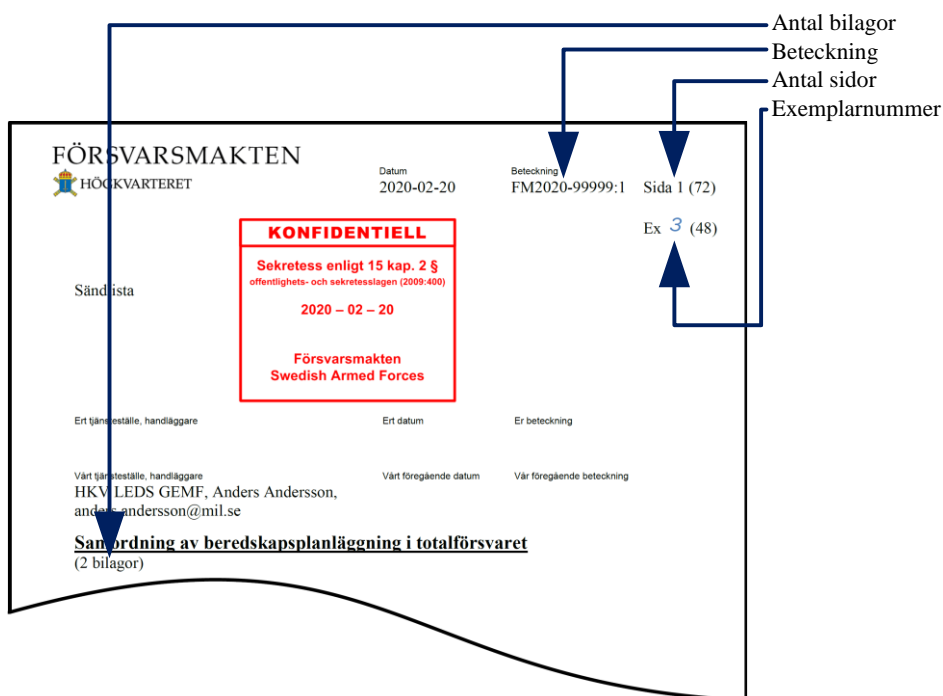 Antal bilagor
Beteckning
Antal sidor
Exemplarnummer
FÖRSVARSMAKTEN
HÖGKVARTERET
Datum
2020-02-20
Beteckning
FM2020-99999:1
Sida 1 (72)
Ex 3 (48)
KONFIDENTIELL
Sekretess enligt 15 kap. 2 §
offentlighets- och sekretesslagen (2009:400)
2020 – 02 – 20
Försvarsmakten
Swedish Armed Forces
Sändlista
Ert tjänsteställe, handläggare
Ert datum
Er beteckning
Vårt tjänsteställe, handläggare
Vårt föregående datum
Vår föregående beteckning
HKV LEDS GEMF, Anders Andersson,
anders.andersson@mil.se
Samordning av beredskapsplanläggning i totalförsvaret
(2 bilagor)